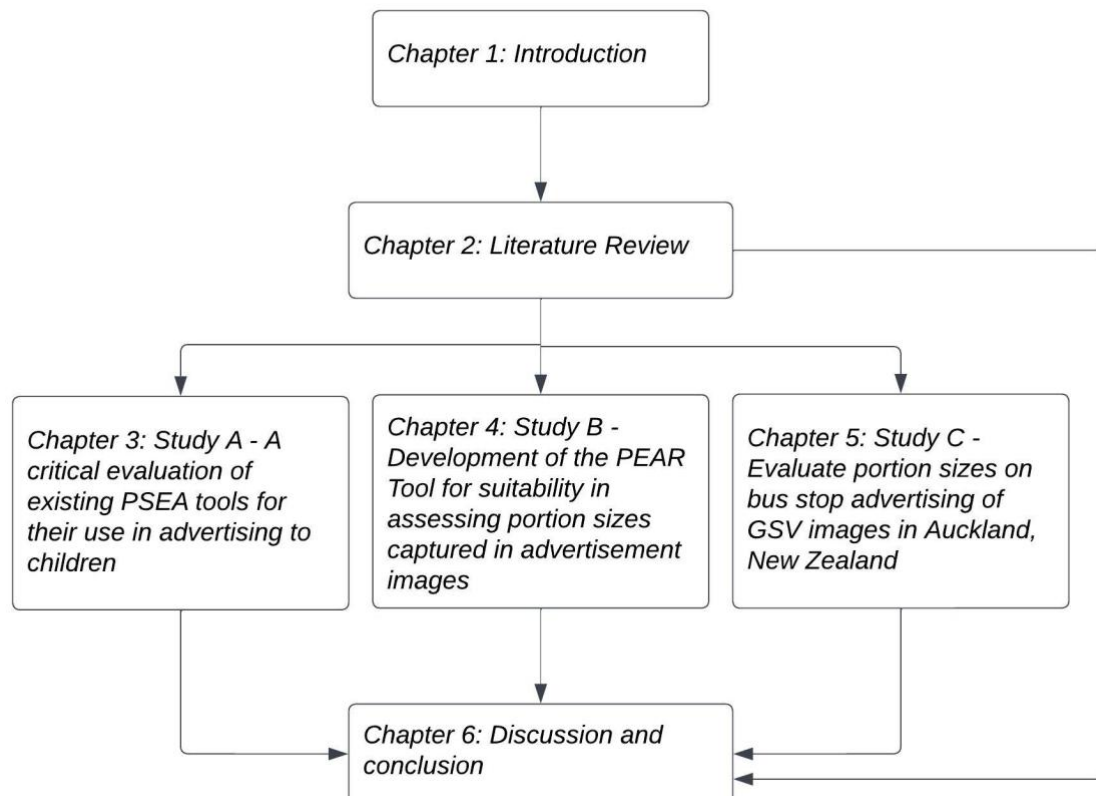 Chapter 1: Introduction
Chapter 2: Literature Review
Chapter 3: Study A - A
critical evaluation of
existing PSEA tools for
their use in advertising to
children
Chapter 4: Study B -
Development of the PEAR
Tool for suitability in
assessing portion sizes
captured in advertisement
images
Chapter 5: Study C -
Evaluate portion sizes on
bus stop advertising of
GSV images in Auckland,
New Zealand
Chapter 6: Discussion and
conclusion